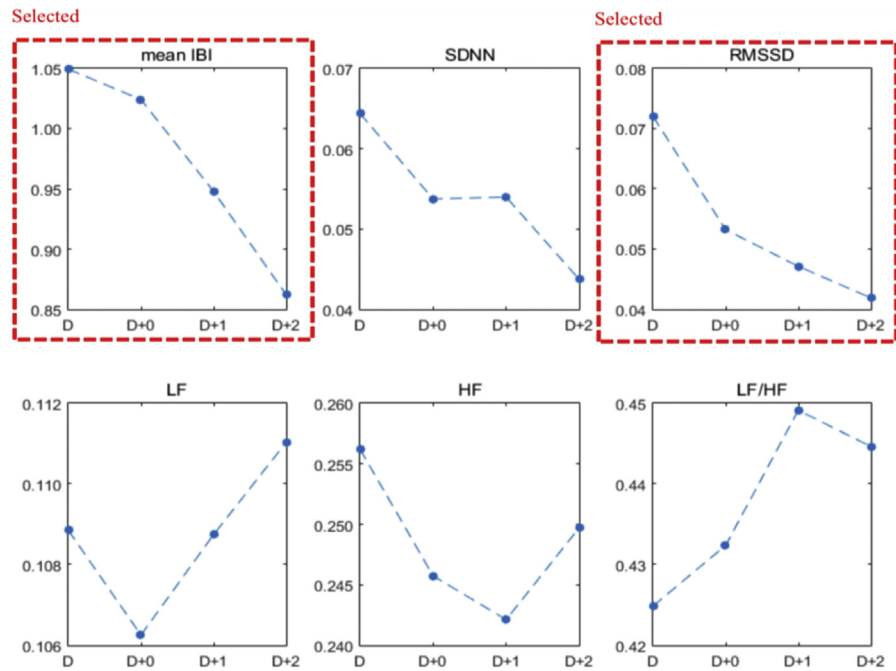 Selected
Selected
mean IBI
SDNN
RMSSD
1.05
1.00
0.95
0.90
0.85
D D+0 D+1 D+2
0.07
0.06
0.05
0.04
D D+0 D+1 D+2
0.08
0.07
0.06
0.05
0.04
D D+0 D+1 D+2
LF
HF
LF/HF
0.112
0.110
0.108
0.106
D D+0 D+1 D+2
0.260
0.255
0.250
0.245
0.240
D D+0 D+1 D+2
0.45
0.44
0.43
0.42
D D+0 D+1 D+2